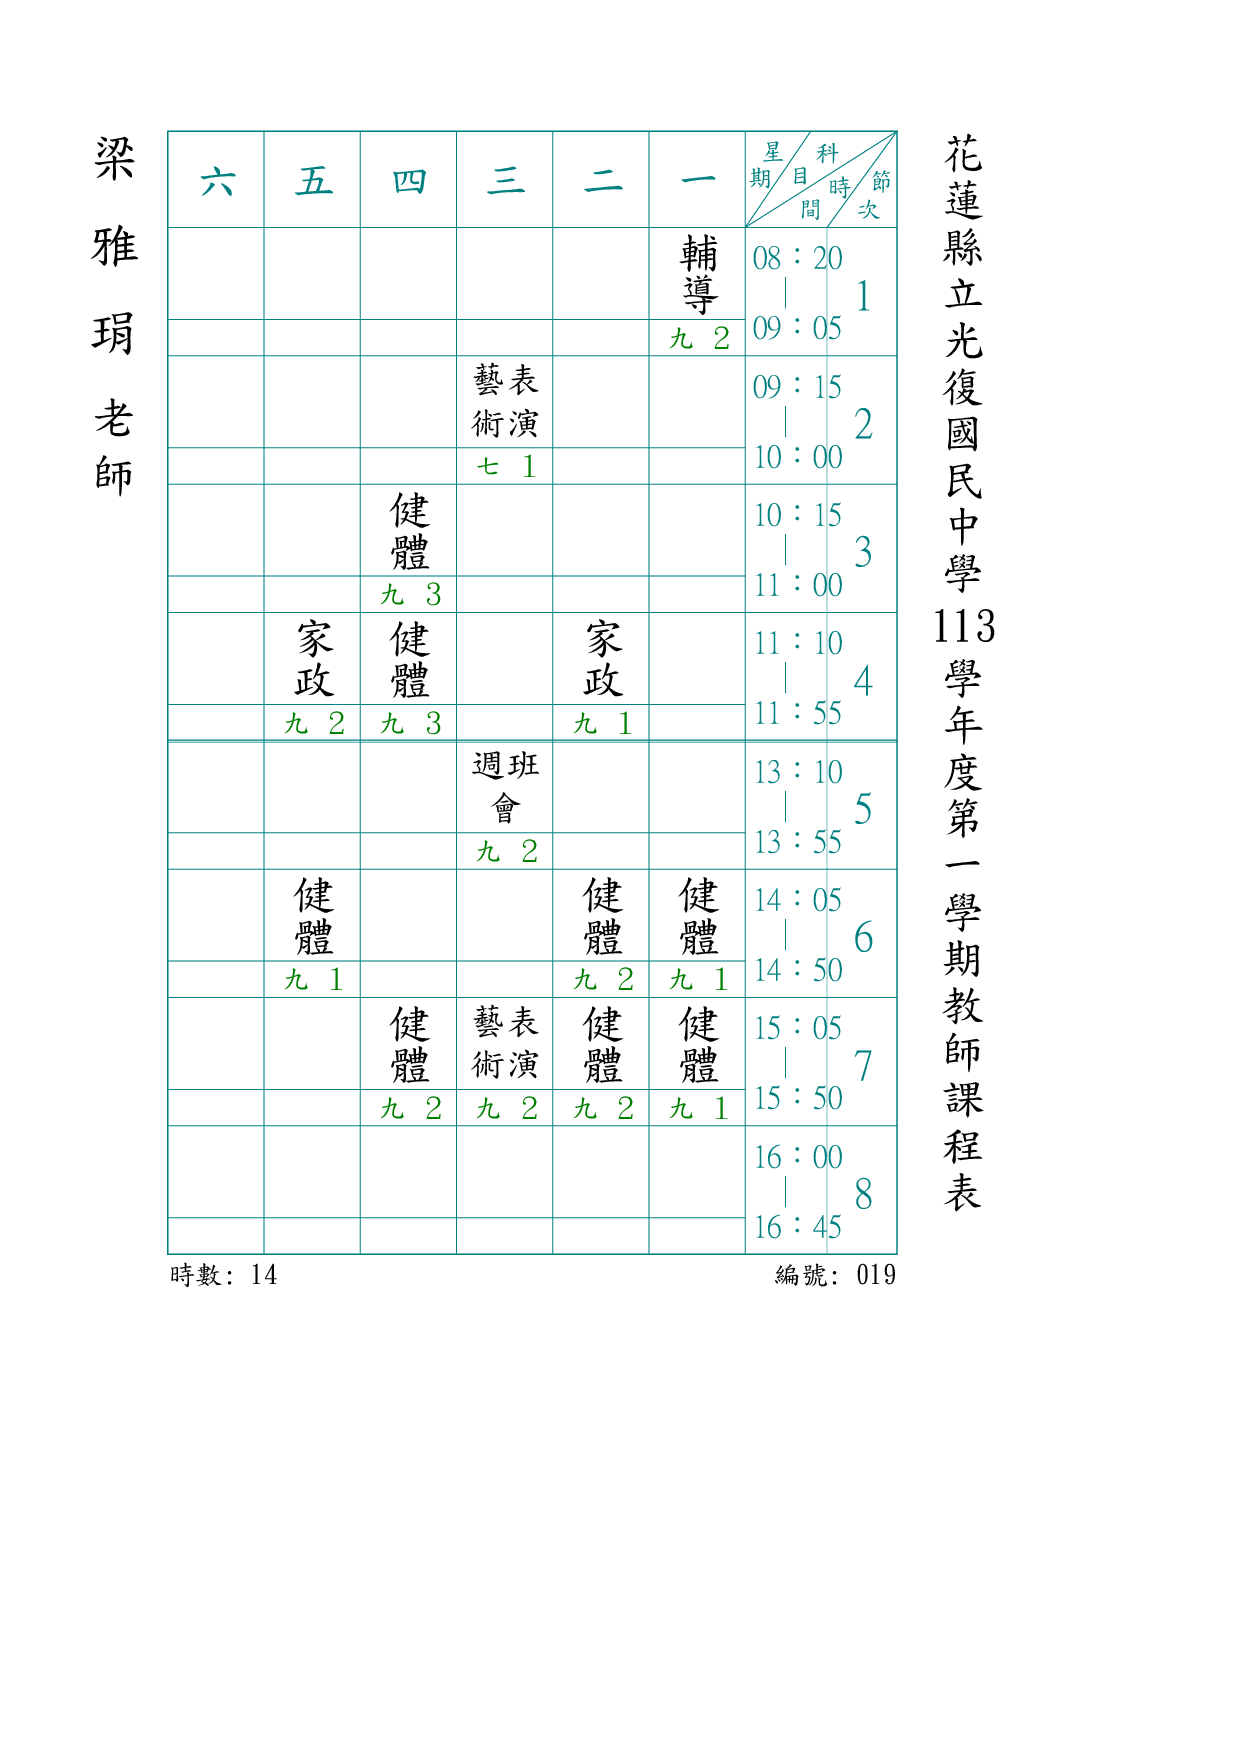 花蓮縣立光復國民中學113學年度第一學期教師課程表
梁雅琄老師
星期 科目 時間 節次
一 二 三 四 五 六
08：20｜09：05 1
輔導 九 2
09：15｜10：00 2
表演藝術 七 1
10：15｜11：00 3
健體 九 3
11：10｜11：55 4
家政 九 1
健體 九 3
家政 九 2
13：10｜13：55 5
班週會 九 2
14：05｜14：50 6
健體 九 1
健體 九 2
健體 九 1
15：05｜15：50 7
健體 九 1
健體 九 2
表演藝術 九 2
健體 九 2
16：00｜16：45 8
編號: 019
時數: 14